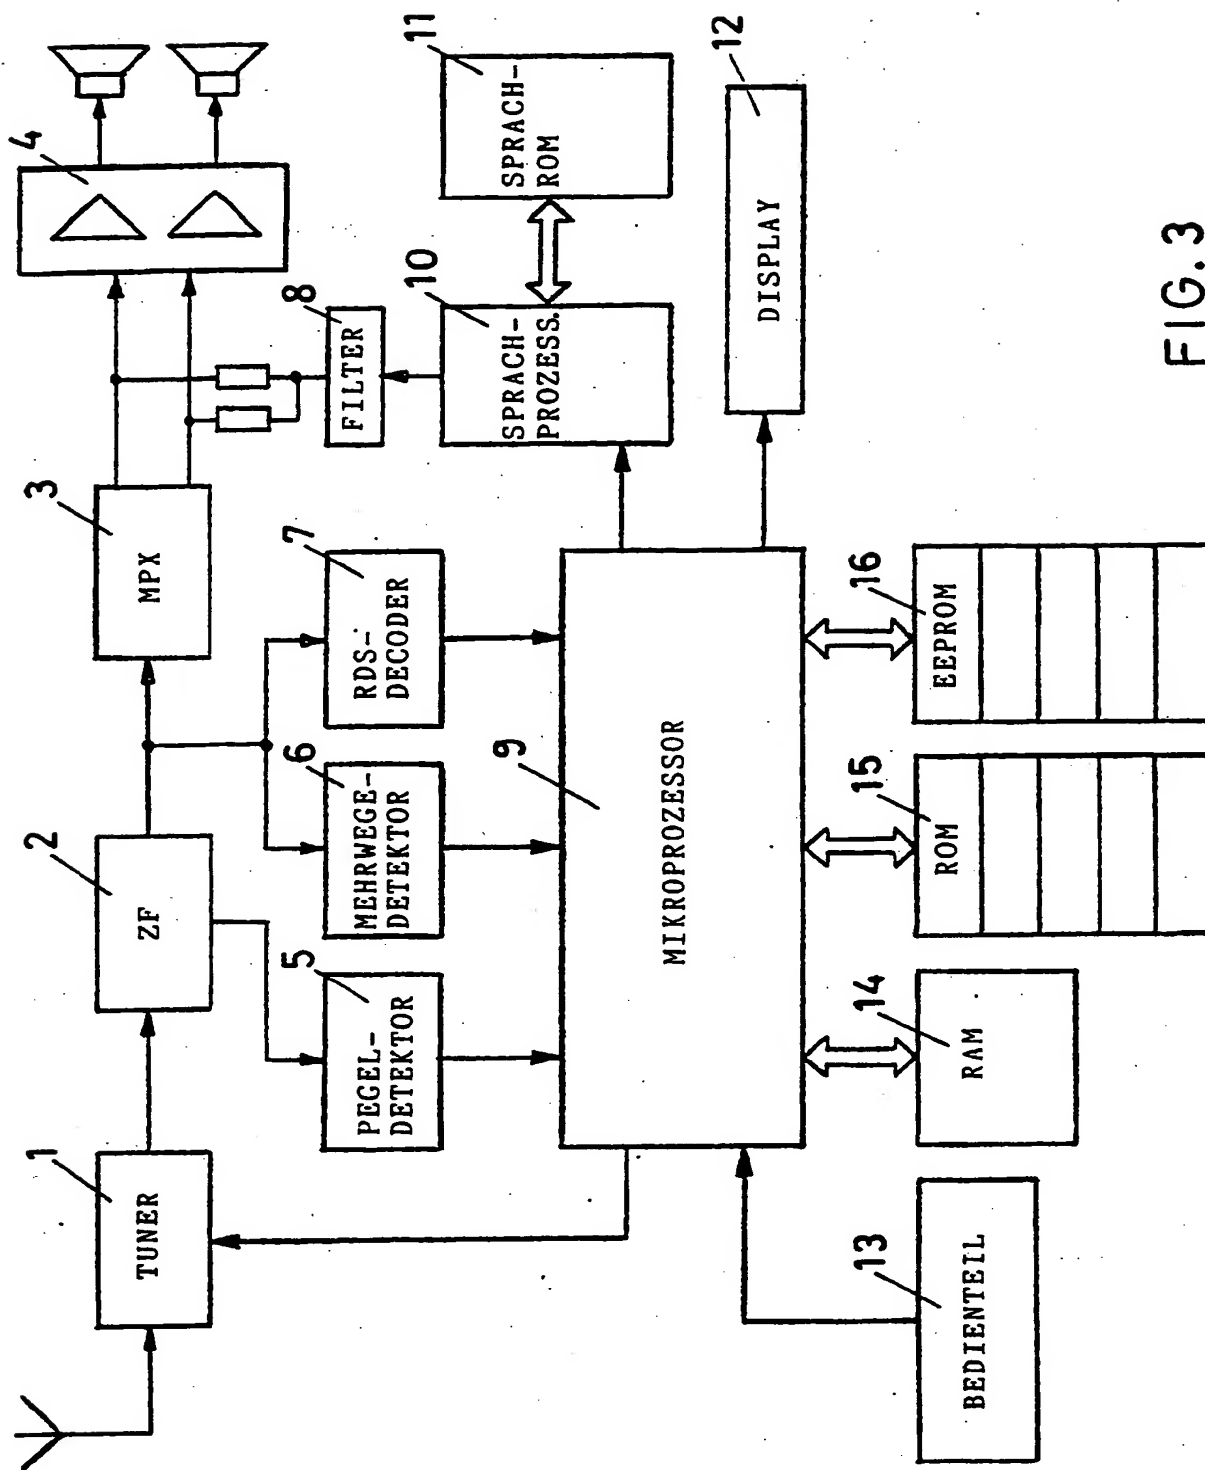 1
TUNER
2
ZF
3
MPX
4
5
PEGEL-
DETEKTOR
6
MEHRWEGE-
DETEKTOR
7
RDS-
DECODER
8
FILTER
9
MIKROPROZESSOR
10
SPRACH-
PROZESS.
11
SPRACH-
ROM
12
DISPLAY
13
BEDIENTEIL
14
RAM
15
ROM
16
EEPROM
FIG. 3